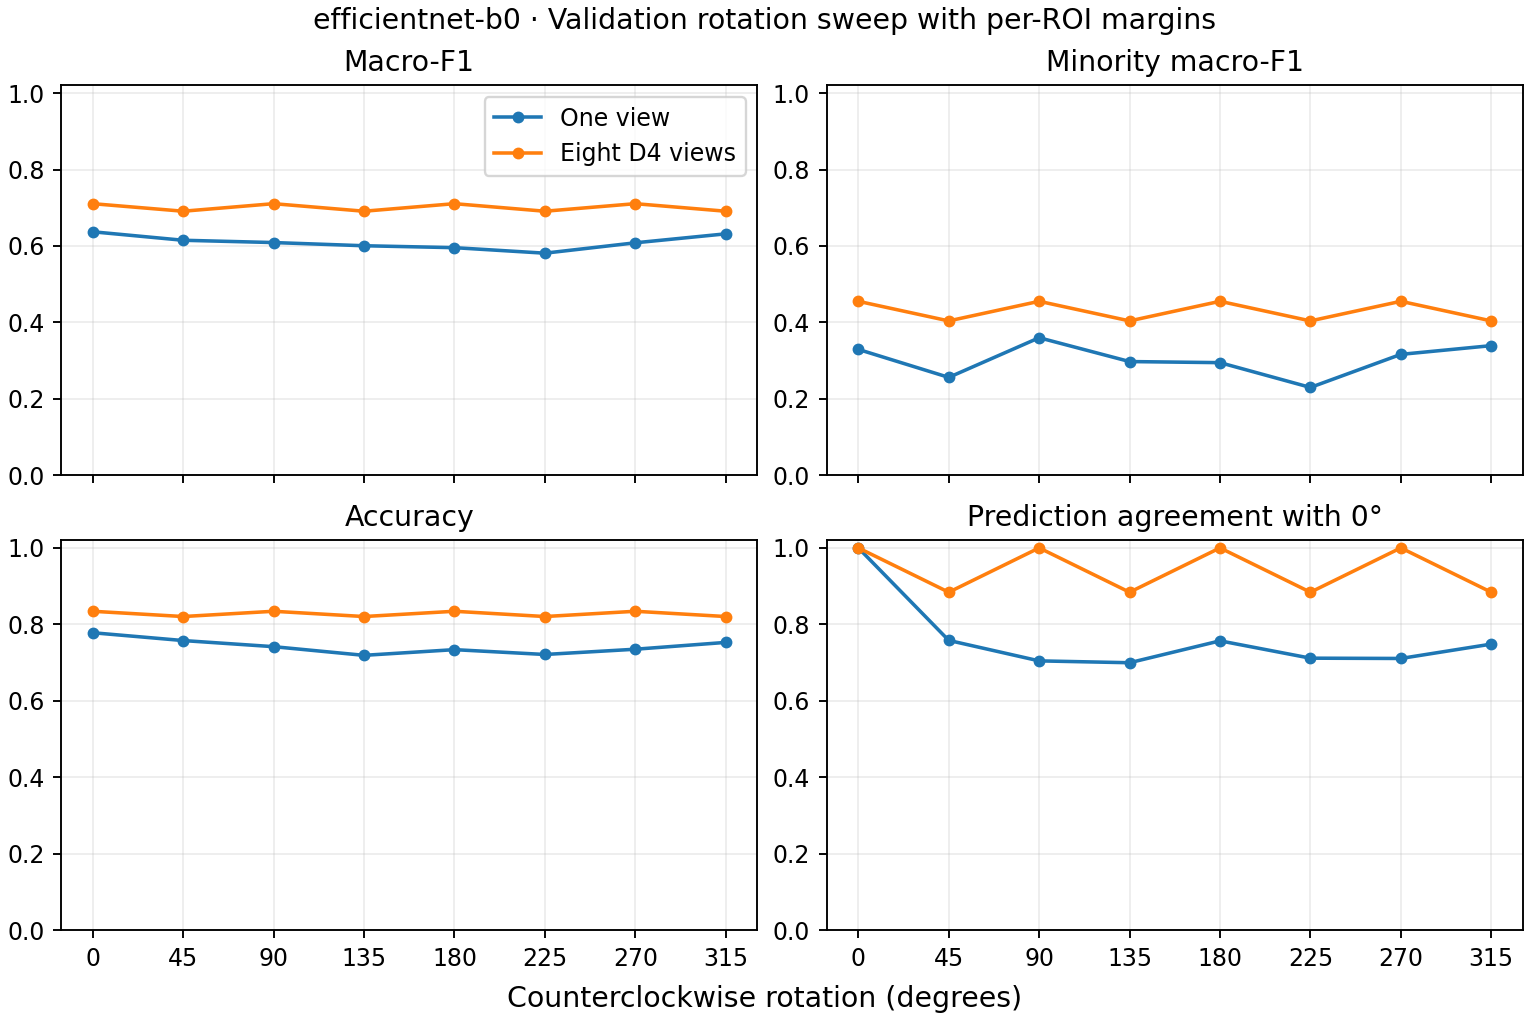 efficientnet-b0 · Validation rotation sweep with per-ROI margins
Macro-F1
1.0
0.8
0.6
0.4
0.2
0.0
One view
Eight D4 views
Minority macro-F1
1.0
0.8
0.6
0.4
0.2
0.0
Accuracy
1.0
0.8
0.6
0.4
0.2
0.0
0 45 90 135 180 225 270 315
Prediction agreement with 0°
1.0
0.8
0.6
0.4
0.2
0.0
0 45 90 135 180 225 270 315
Counterclockwise rotation (degrees)